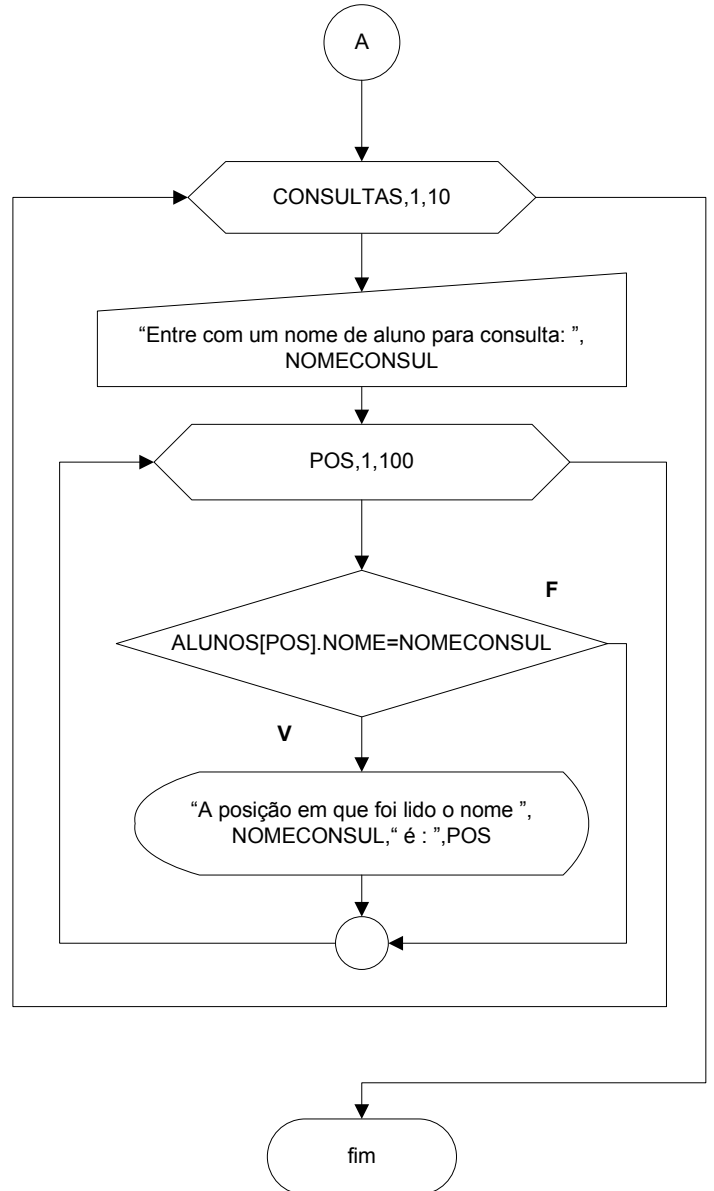 A
CONSULTAS,1,10
“Entre com um nome de aluno para consulta: ”,
NOMECONSUL
POS,1,100
F
ALUNOS[POS].NOME=NOMECONSUL
V
“A posição em que foi lido o nome ”,
NOMECONSUL,“ é : ”,POS
fim